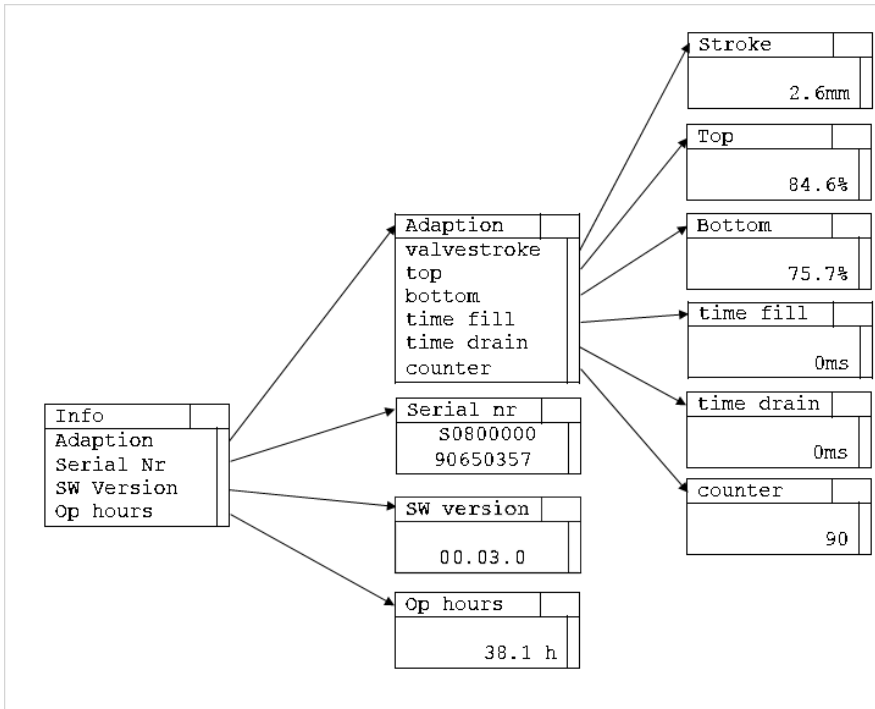 Info
Adaption
Serial Nr
SW Version
Op hours
Adaption
valvestroke
top
bottom
time fill
time drain
counter
Serial nr
S0800000
90650357
SW version
00.03.0
Op hours
38.1 h
Stroke
2.6mm
Top
84.6%
Bottom
75.7%
time fill
0ms
time drain
0ms
counter
90